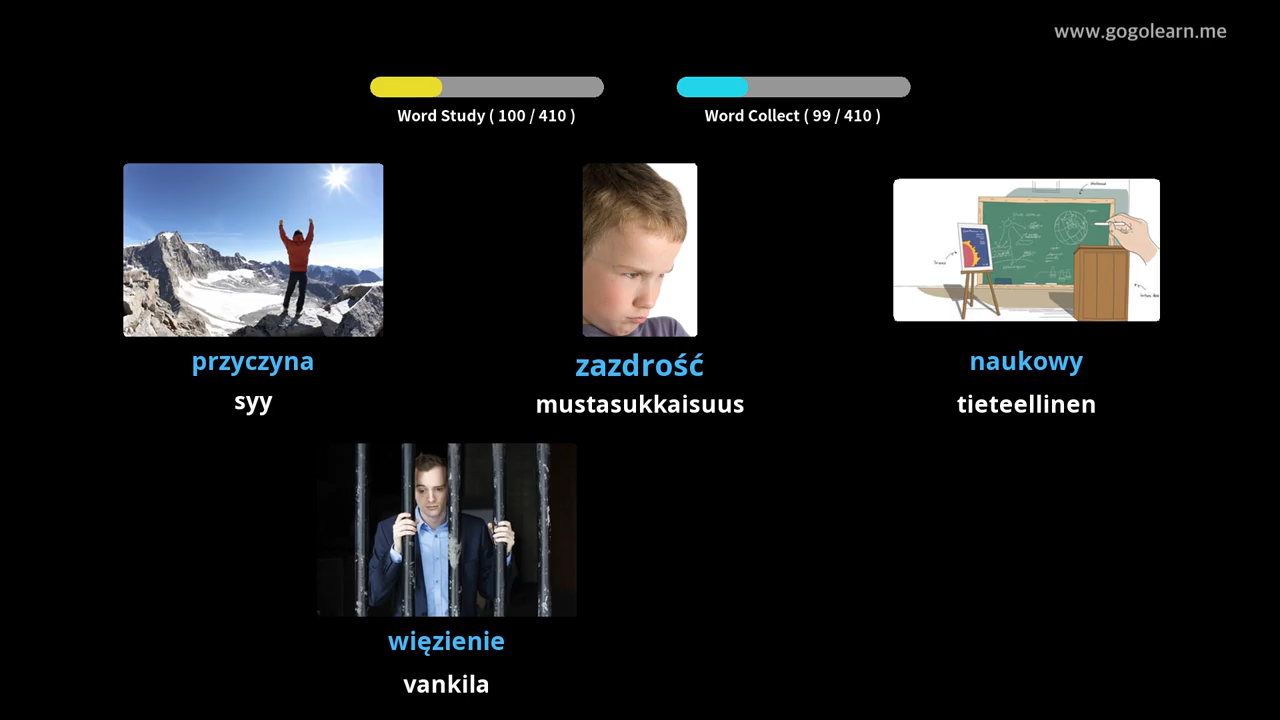 www.gogolearn.me
Word Study ( 100 / 410 )
Word Collect ( 99 / 410 )
przyczyna
syy
zazdrość
mustasukkaisuus
naukowy
tieteellinen
więzienie
vankila